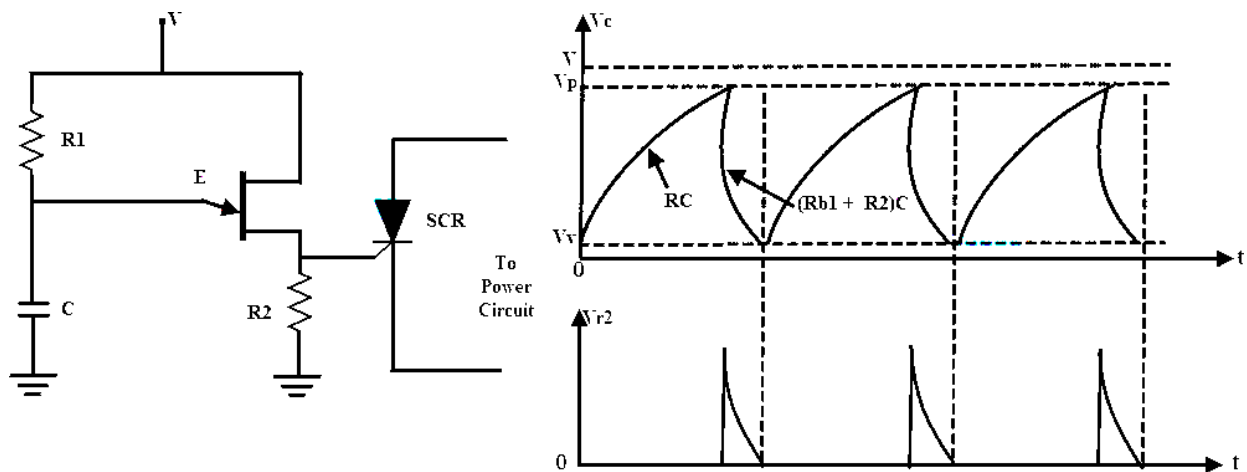 V
R1
E
C
R2
SCR
To
Power
Circuit
Vc
V
Vp
RC
(Rb1 + R2)C
Vv
0
t
Vr2
0
t